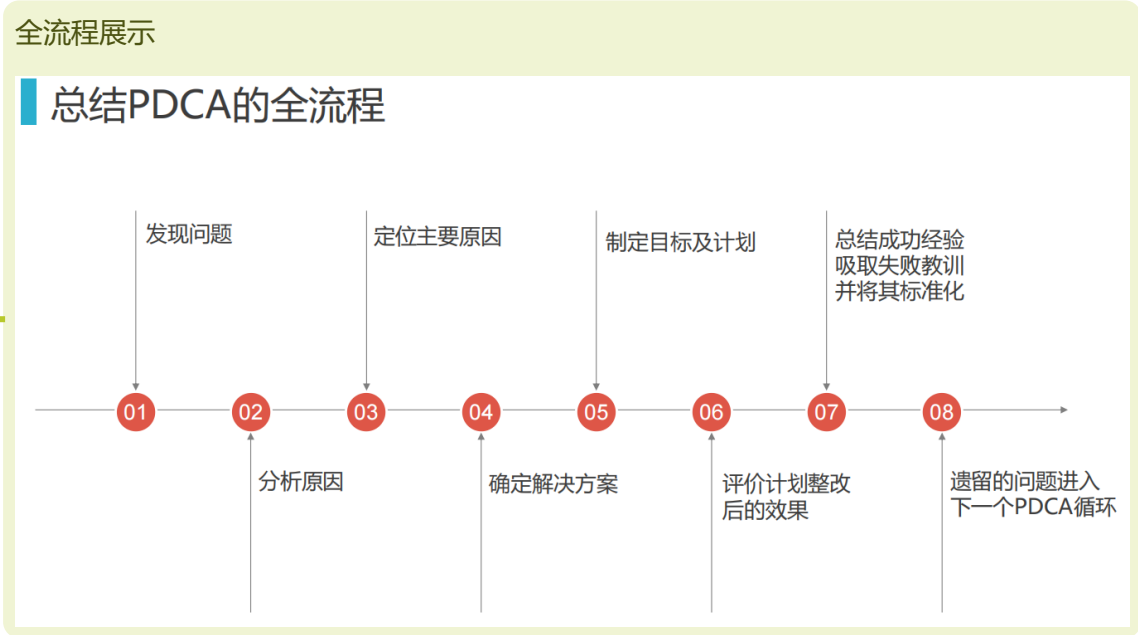 全流程展示
总结PDCA的全流程
发现问题
定位主要原因
制定目标及计划
总结成功经验
吸取失败教训
并将其标准化
01
02
03
04
05
06
07
08
分析原因
确定解决方案
评价计划整改
后的效果
遗留的问题进入
下一个PDCA循环